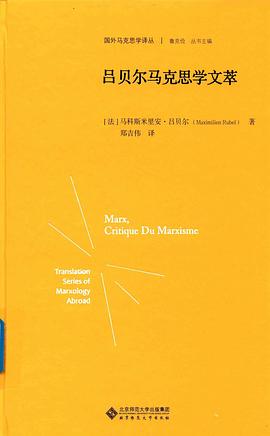 国外马克思学译丛 | 鲁克俭 丛书主编
吕贝尔马克思学文萃
[法] 马科斯米里安·吕贝尔 (Maximilien Rubel) 著
郑吉伟 译
Marx,
Critique Du Marxisme
Translation
Series of
Marxology
Abroad
北京师范大学出版集团
北京师范大学出版社